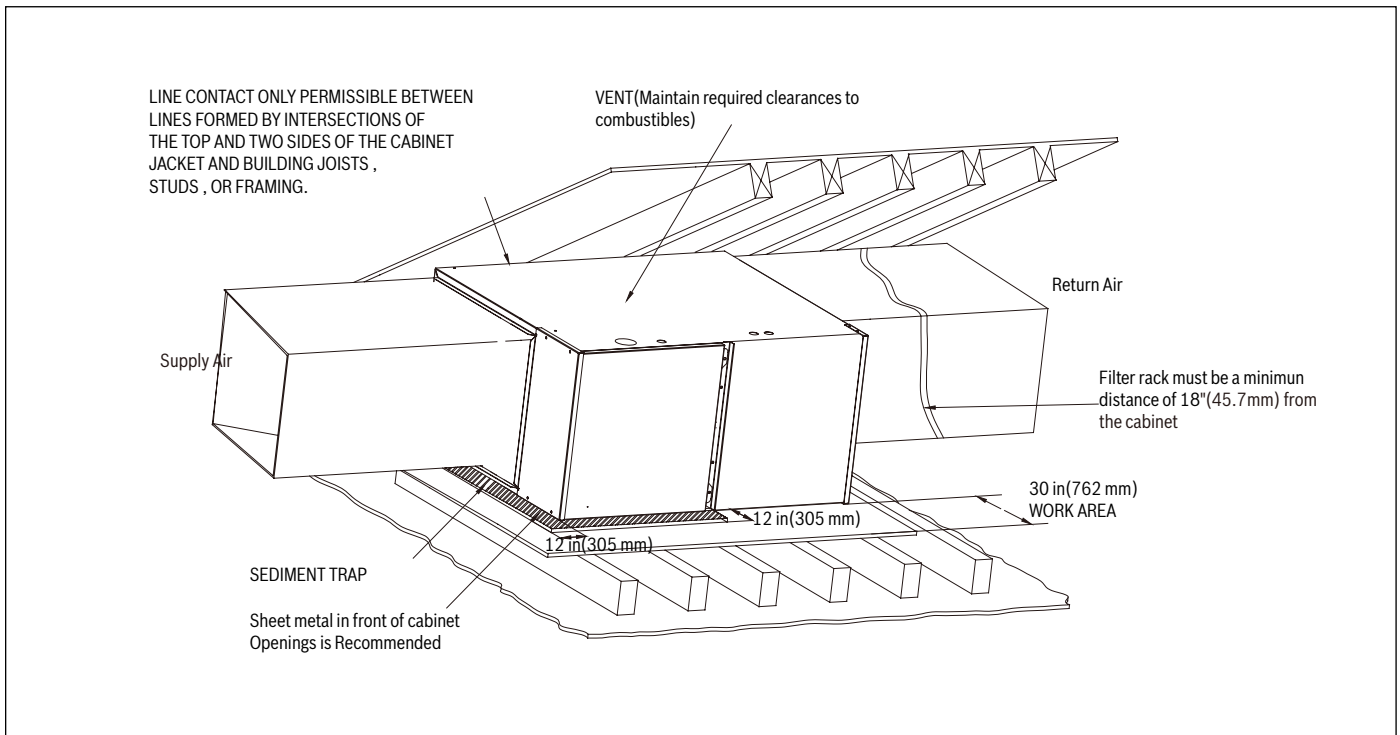 LINE CONTACT ONLY PERMISSIBLE BETWEEN
LINES FORMED BY INTERSECTIONS OF
THE TOP AND TWO SIDES OF THE CABINET
JACKET AND BUILDING JOISTS ,
STUDS , OR FRAMING.
VENT(Maintain required clearances to
combustibles)
Return Air
Supply Air
Filter rack must be a minimun
distance of 18"(45.7mm) from
the cabinet
30 in(762 mm)
WORK AREA
12 in(305 mm)
12 in(305 mm)
SEDIMENT TRAP
Sheet metal in front of cabinet
Openings is Recommended